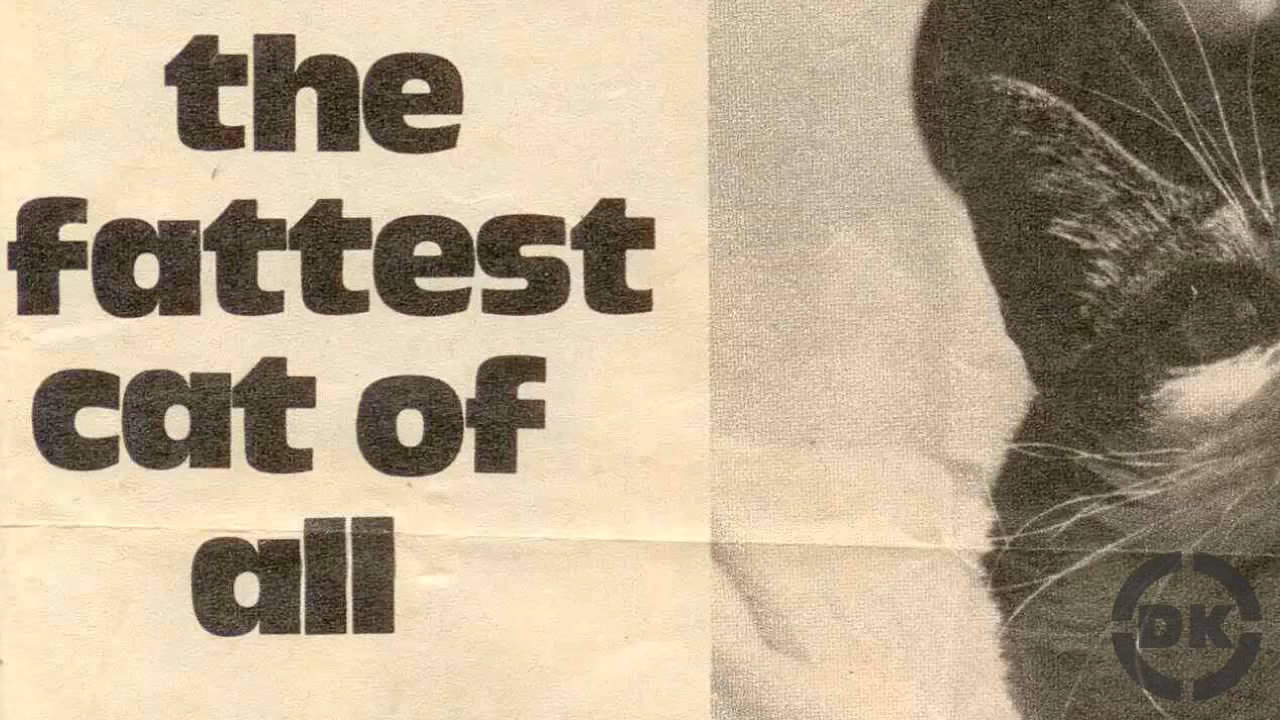 the
fattest
cat of
all
DK